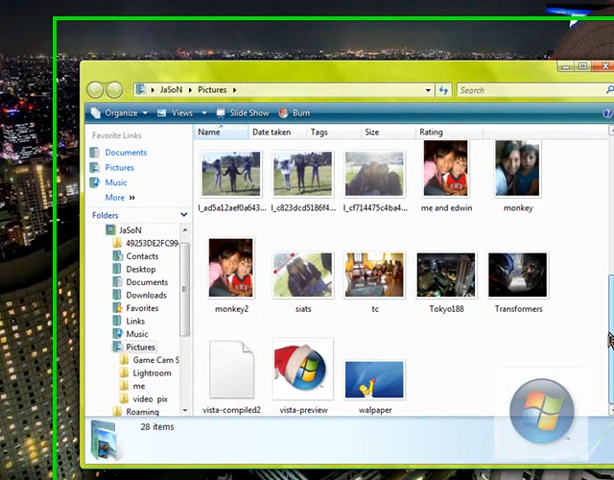 JaSoN Pictures Search
Organize Views Slide Show Burn
Favorite Links
Documents
Pictures
Music
More »
Folders
JaSoN
49253DE2FC99
Contacts
Desktop
Documents
Downloads
Favorites
Links
Music
Pictures
Game Cam S
Lightroom
me
video pix
Roaming
Name Date taken Tags Size Rating
l_ad5a12aef0a643... l_c823dcd5186f4... l_cf714475c4ba4... me and edwin monkey
monkey2 siats tc Tokyo188 Transformers
vista-compiled2 vista-preview walpaper
28 items